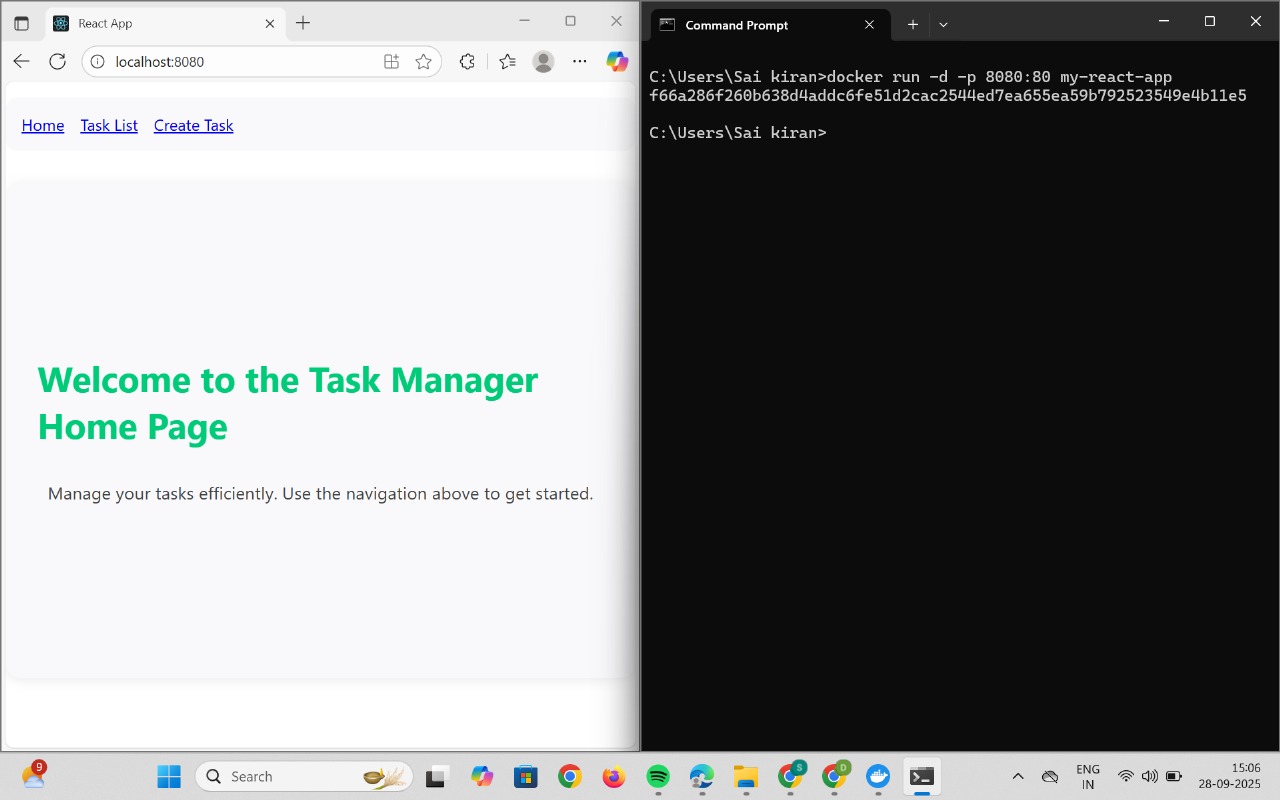 React App
localhost:8080
Home Task List Create Task
Welcome to the Task Manager
Home Page
Manage your tasks efficiently. Use the navigation above to get started.
Command Prompt
C:\Users\Sai kiran>docker run -d -p 8080:80 my-react-app
f66a286f260b638d4addc6fe51d2cac2544ed7ea655ea59b792523549e4b11e5
C:\Users\Sai kiran>
9
Search
S
D
ENG
IN
15:06
28-09-2025